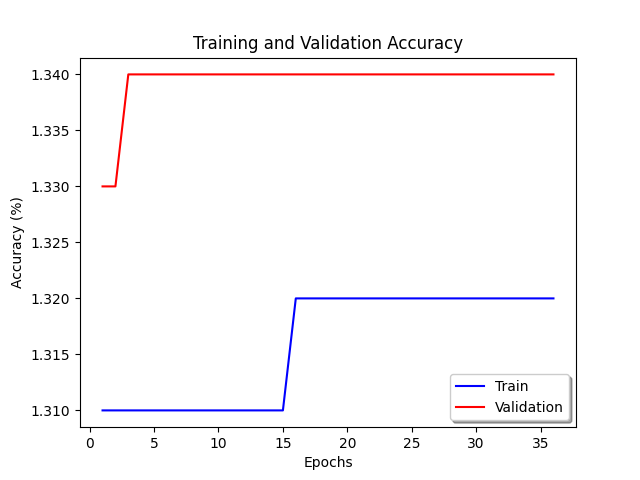 Training and Validation Accuracy
Accuracy (%)
1.340
1.335
1.330
1.325
1.320
1.315
1.310
0 5 10 15 20 25 30 35
Epochs
Train
Validation